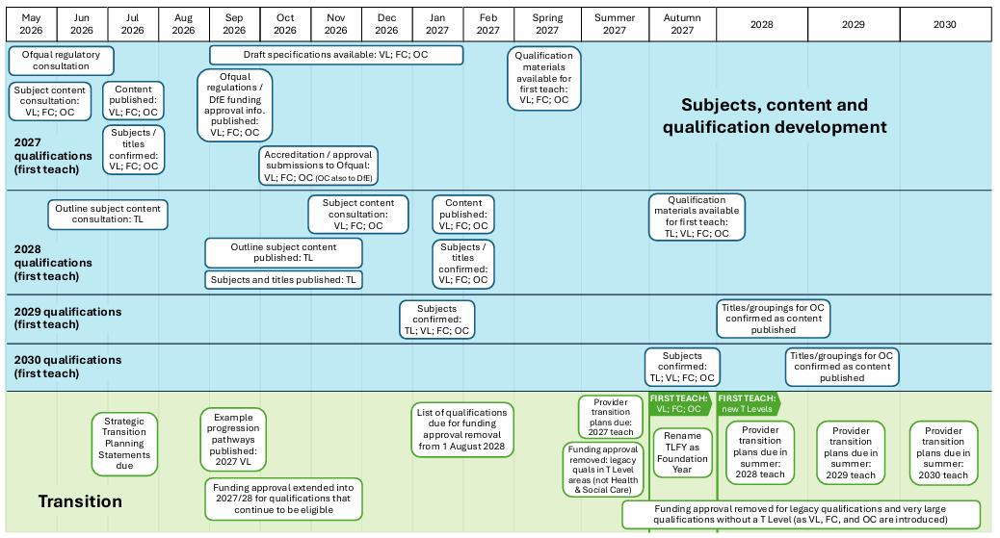 May
2026
Jun
2026
Jul
2026
Aug
2026
Sep
2026
Oct
2026
Nov
2026
Dec
2026
Jan
2027
Feb
2027
Spring
2027
Summer
2027
Autumn
2027
2028
2029
2030
Subjects, content and
qualification development
2027
qualifications
(first teach)
Ofqual regulatory
consultation
Subject content
consultation:
VL; FC; OC
Content
published:
VL; FC; OC
Subjects /
titles
confirmed:
VL; FC; OC
Draft specifications available: VL; FC; OC
Ofqual
regulations /
DfE funding
approval info.
published:
VL; FC; OC
Accreditation / approval
submissions to Ofqual:
VL; FC; OC (OC also to DfE)
Qualification
materials
available for
first teach:
VL; FC; OC
2028
qualifications
(first teach)
Outline subject content
consultation: TL
Subject content
consultation:
VL; FC; OC
Outline subject content
published: TL
Subjects and titles published: TL
Content
published:
VL; FC; OC
Subjects /
titles
confirmed:
VL; FC; OC
Qualification
materials available
for first teach:
TL; VL; FC; OC
2029 qualifications
(first teach)
Subjects
confirmed:
TL; VL; FC; OC
Titles/groupings for OC
confirmed as content
published
2030 qualifications
(first teach)
Subjects
confirmed:
TL; VL; FC; OC
Titles/groupings for OC
confirmed as content
published
Transition
Strategic
Transition
Planning
Statements
due
Example
progression
pathways
published:
2027 VL
Funding approval extended into
2027/28 for qualifications that
continue to be eligible
List of qualifications
due for funding
approval removal
from 1 August 2028
Provider
transition
plans due:
2027 teach
Funding approval
removed: legacy
quals in T Level
areas (not Health
& Social Care)
FIRST TEACH:
VL; FC; OC
Rename
TLFY as
Foundation
Year
FIRST TEACH:
new T Levels
Provider
transition
plans due in
summer:
2028 teach
Provider
transition
plans due in
summer:
2029 teach
Provider
transition
plans due in
summer:
2030 teach
Funding approval removed for legacy qualifications and very large
qualifications without a T Level (as VL, FC, and OC are introduced)